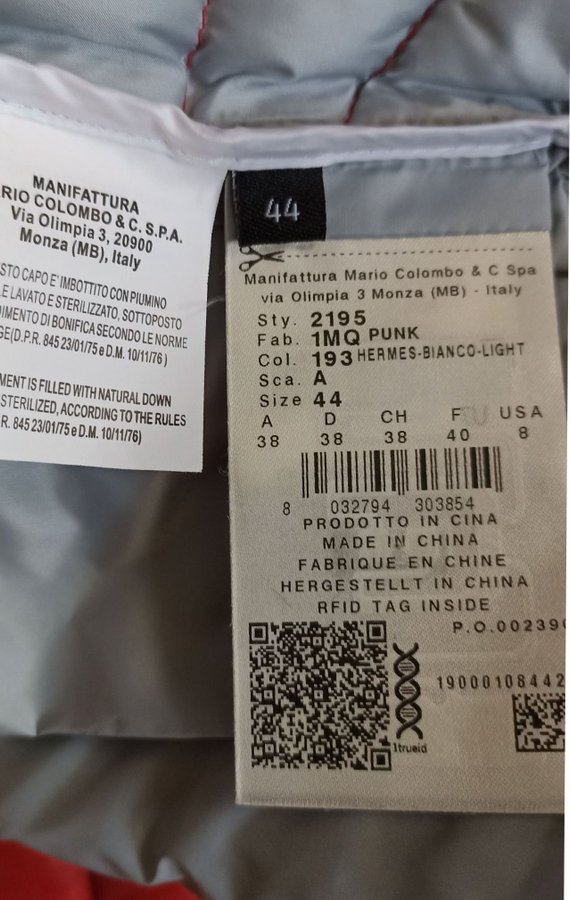 MANIFATTURA
RIO COLOMBO & C. S.P.A.
Via Olimpia 3, 20900
Monza (MB), Italy
STO CAPO E' IMBOTTITO CON PIUMINO
E LAVATO E STERILIZZATO, SOTTOPOSTO
IMENTO DI BONIFICA SECONDO LE NORME
GE(D.P.R. 845 23/01/75 e D.M. 10/11/76 )
MENT IS FILLED WITH NATURAL DOWN
STERILIZED, ACCORDING TO THE RULES
R. 845 23/01/75 e D.M. 10/11/76)
44
Manifattura Mario Colombo & C Spa
via Olimpia 3 Monza (MB) - Italy
Sty. 2195
Fab. 1MQ PUNK
Col. 193 HERMES-BIANCO-LIGHT
Sca. A
Size 44
A D CH F USA
38 38 38 40 8
8 032794 303854
PRODOTTO IN CINA
MADE IN CHINA
FABRIQUE EN CHINE
HERGESTELLT IN CHINA
RFID TAG INSIDE
P.O.00239
19000108442
1trueid